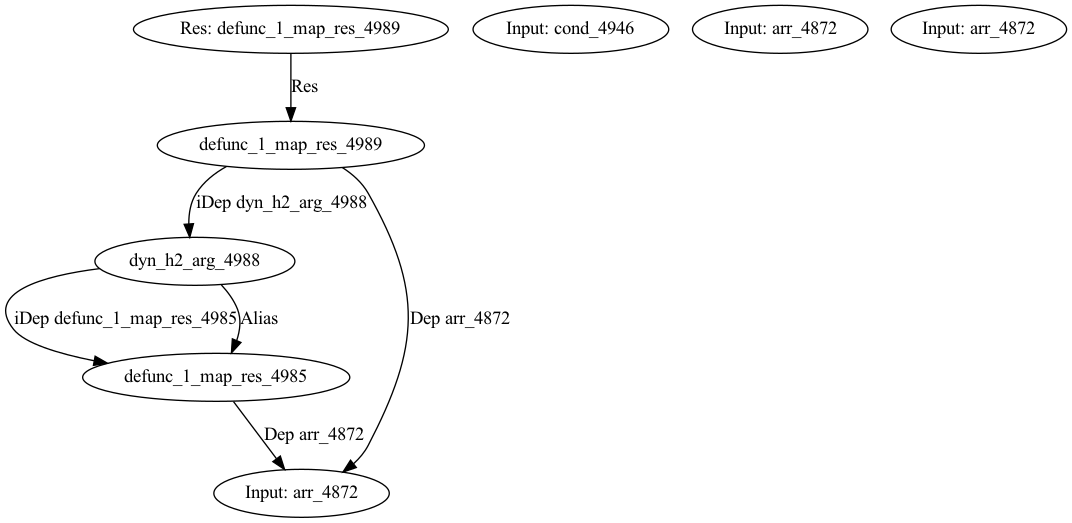 Res: defunc_1_map_res_4989
Input: cond_4946
Input: arr_4872
Input: arr_4872
Res
defunc_1_map_res_4989
iDep dyn_h2_arg_4988
dyn_h2_arg_4988
iDep defunc_1_map_res_4985
Alias
Dep arr_4872
defunc_1_map_res_4985
Dep arr_4872
Input: arr_4872